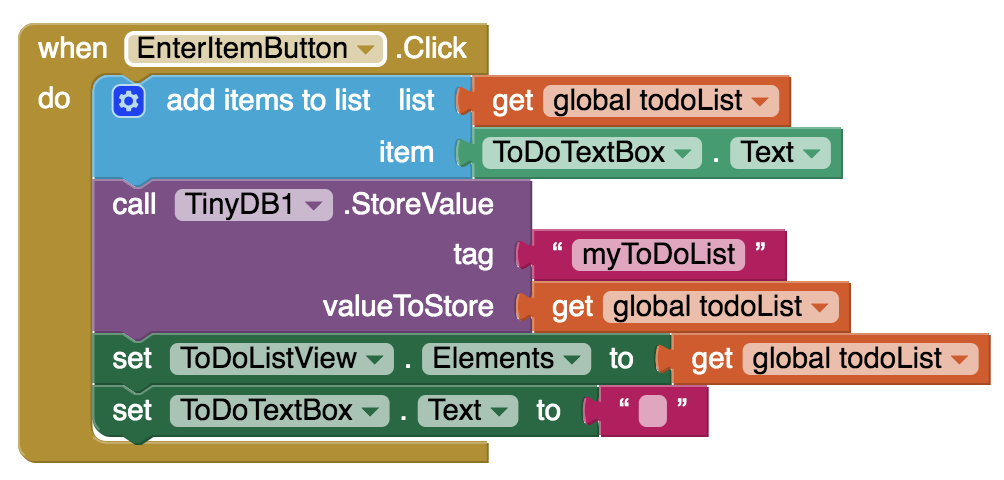 when EnterItemButton .Click
do add items to list list get global todoList
item ToDoTextBox . Text
call TinyDB1 .StoreValue
tag “ myToDoList ”
valueToStore get global todoList
set ToDoListView . Elements to get global todoList
set ToDoTextBox . Text to “ ”